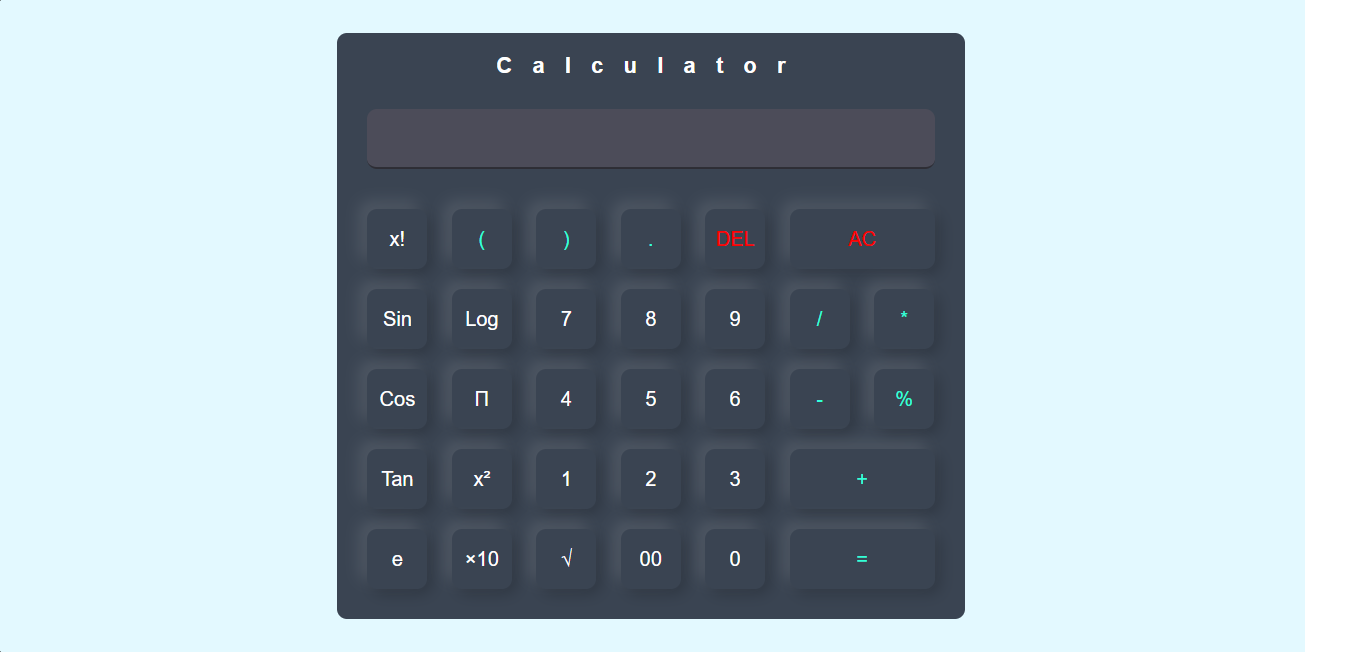 Calculator
x! ( ) . DEL AC
Sin Log 7 8 9 / *
Cos Π 4 5 6 - %
Tan x² 1 2 3 +
e ×10 √ 00 0 =